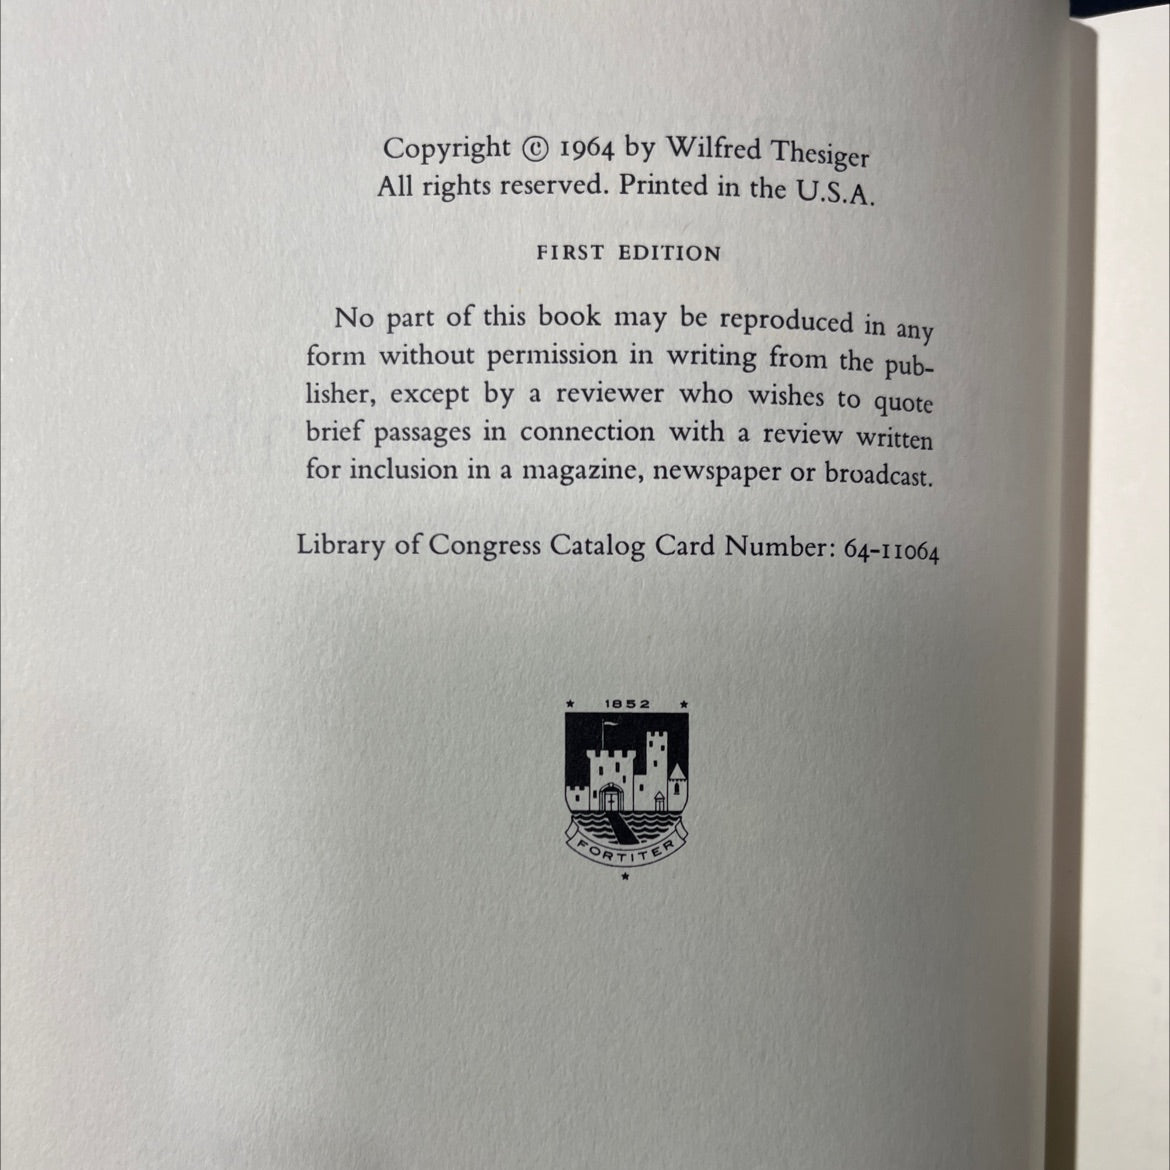 Copyright © 1964 by Wilfred Thesiger
All rights reserved. Printed in the U.S.A.
FIRST EDITION
No part of this book may be reproduced in any
form without permission in writing from the pub-
lisher, except by a reviewer who wishes to quote
brief passages in connection with a review written
for inclusion in a magazine, newspaper or broadcast.
Library of Congress Catalog Card Number: 64-11064
1852
FORTITER